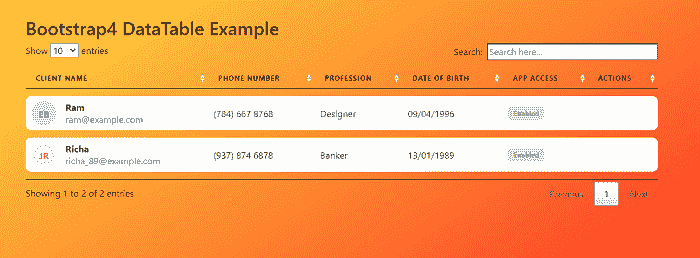 Bootstrap4 DataTable Example
Show 10 entries
Search: Search here...
CLIENT NAME PHONE NUMBER PROFESSION DATE OF BIRTH APP ACCESS ACTIONS
EB Ram (784) 667 8768 Designer 09/04/1996 Enabled
ram@example.com
JR Richa (937) 874 6878 Banker 13/01/1989 Enabled
richa_89@example.com
Showing 1 to 2 of 2 entries
Previous 1 Next